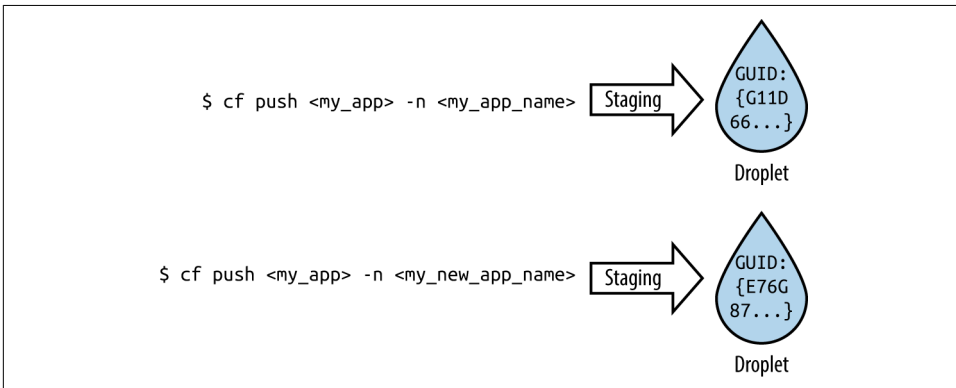 $ cf push <my_app> -n <my_app_name>
Staging
GUID:
{G11D
66...}
Droplet
$ cf push <my_app> -n <my_new_app_name>
Staging
GUID:
{E76G
87...}
Droplet